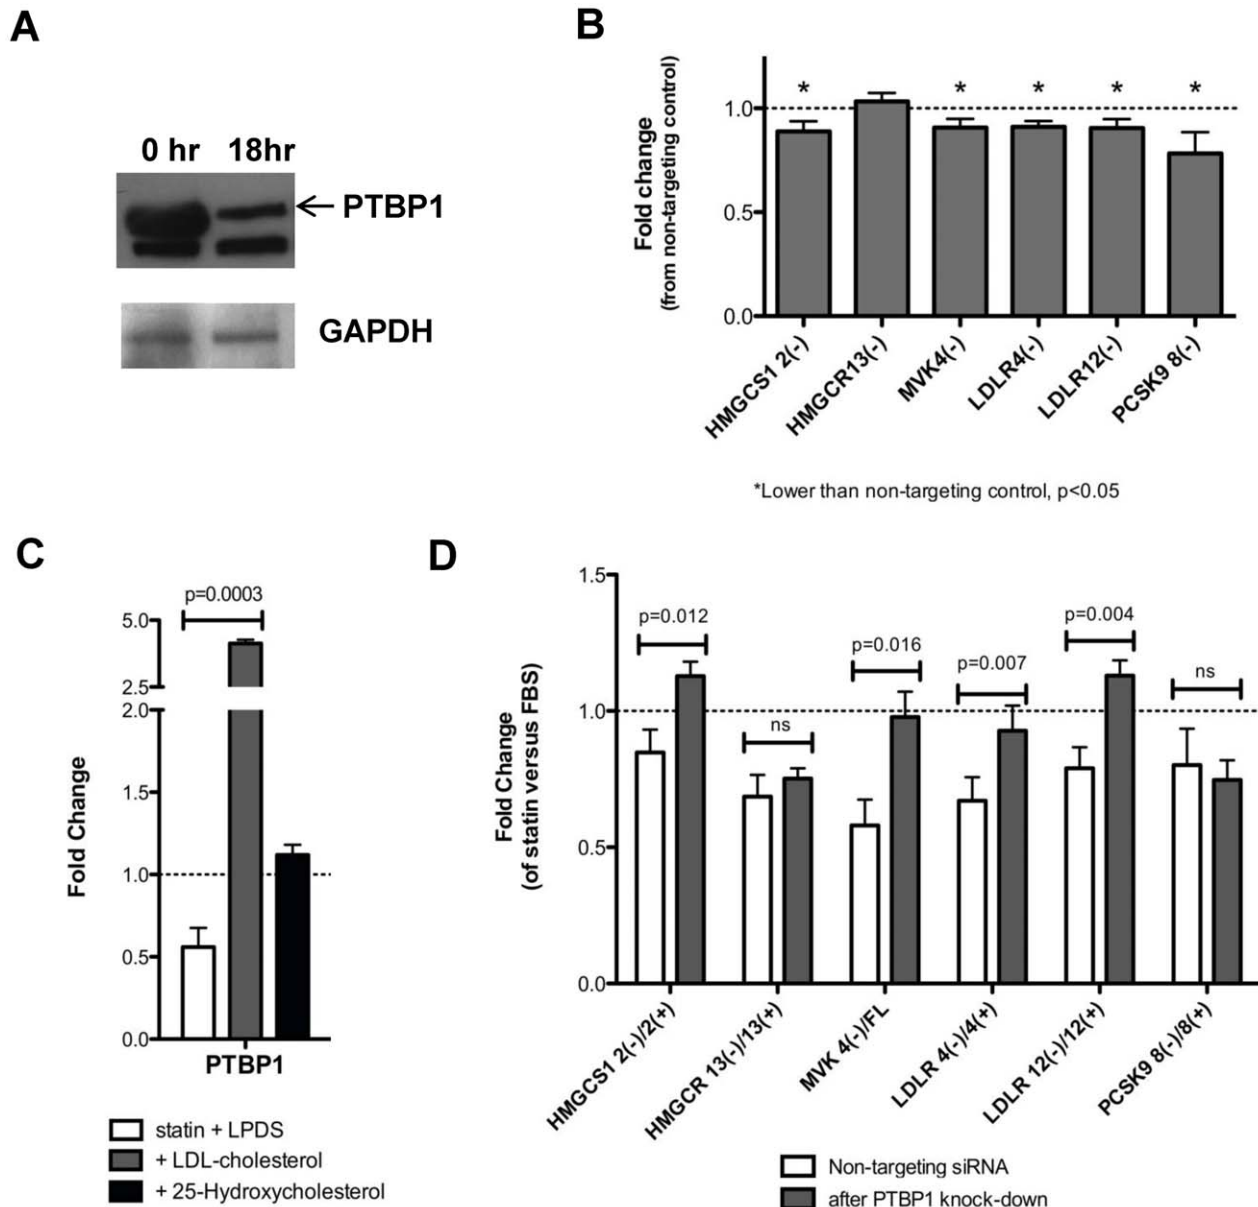 A
0 hr 18hr
PTBP1
GAPDH
B
Fold change
(from non-targeting control)
1.0
0.5
0.0
* * * * *
HMGCS1 2(-)
HMGCR13(-)
MVK4(-)
LDLR4(-)
LDLR12(-)
PCSK9 8(-)
*Lower than non-targeting control, p<0.05
C
p=0.0003
Fold Change
5.0
2.5
2.0
1.5
1.0
0.5
0.0
PTBP1
statin + LPDS
+ LDL-cholesterol
+ 25-Hydroxycholesterol
D
Fold Change
(of statin versus FBS)
1.5
1.0
0.5
0.0
p=0.012
ns
p=0.016
p=0.007
p=0.004
ns
HMGCS1 2(-)/2(+)
HMGCR 13(-)/13(+)
MVK 4(-)/FL
LDLR 4(-)/4(+)
LDLR 12(-)/12(+)
PCSK9 8(-)/8(+)
Non-targeting siRNA
after PTBP1 knock-down